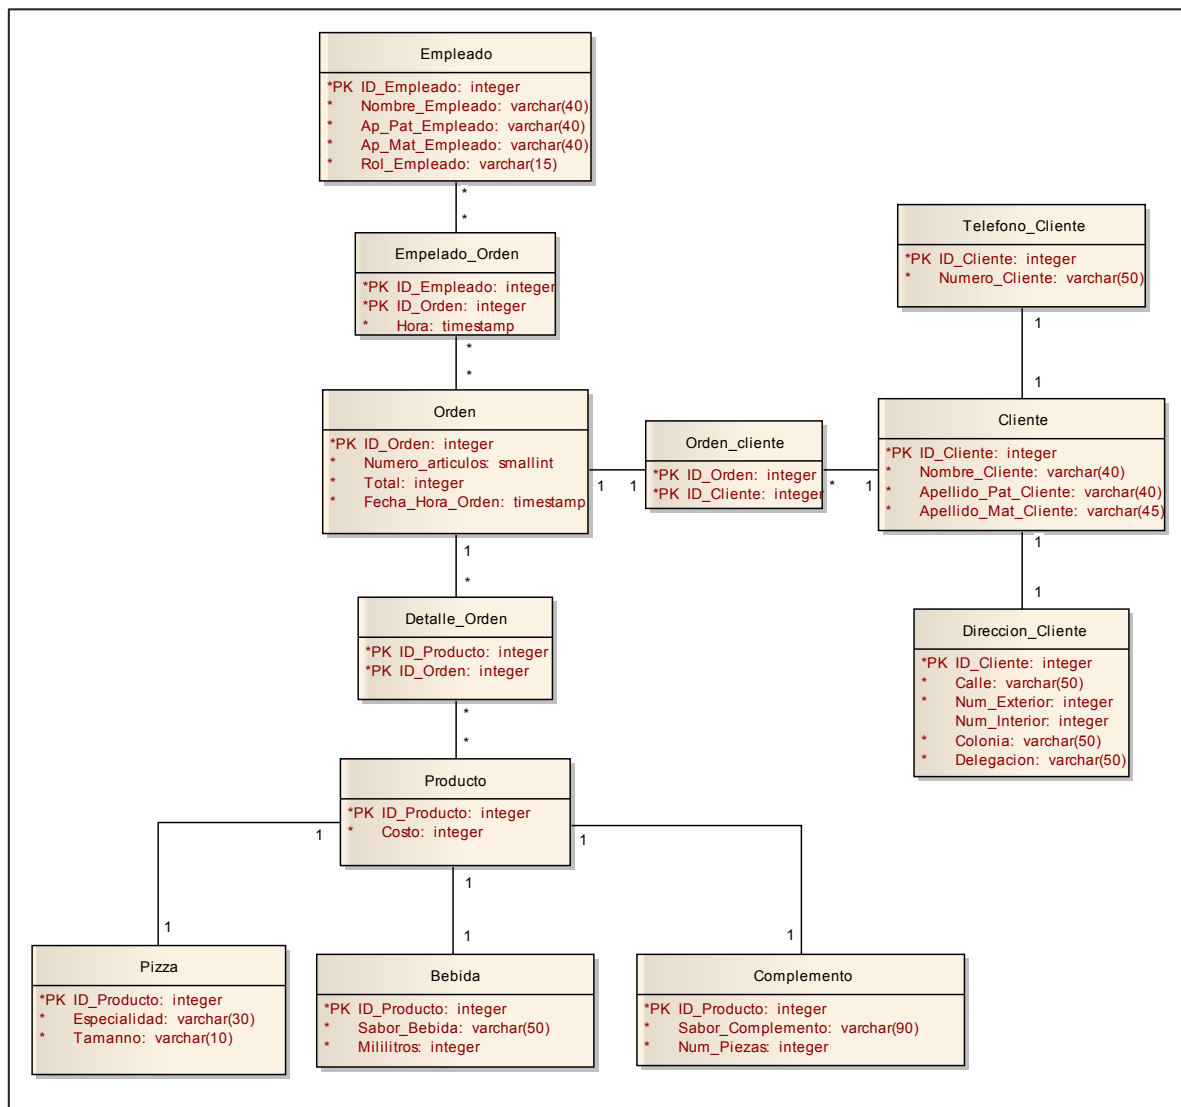 Empleado
*PK ID_Empleado: integer
* Nombre_Empleado: varchar(40)
* Ap_Pat_Empleado: varchar(40)
* Ap_Mat_Empleado: varchar(40)
* Rol_Empleado: varchar(15)
*
*
Empelado_Orden
*PK ID_Empleado: integer
*PK ID_Orden: integer
* Hora: timestamp
*
*
Orden
*PK ID_Orden: integer
* Numero_articulos: smallint
* Total: integer
* Fecha_Hora_Orden: timestamp
1 1
Orden_cliente
*PK ID_Orden: integer
*PK ID_Cliente: integer
* 1
Telefono_Cliente
*PK ID_Cliente: integer
* Numero_Cliente: varchar(50)
1
1
Cliente
*PK ID_Cliente: integer
* Nombre_Cliente: varchar(40)
* Apellido_Pat_Cliente: varchar(40)
* Apellido_Mat_Cliente: varchar(45)
1
1
Direccion_Cliente
*PK ID_Cliente: integer
* Calle: varchar(50)
* Num_Exterior: integer
Num_Interior: integer
* Colonia: varchar(50)
* Delegacion: varchar(50)
1
*
Detalle_Orden
*PK ID_Producto: integer
*PK ID_Orden: integer
*
*
Producto
*PK ID_Producto: integer
* Costo: integer
1
1
1
1
1
1
Pizza
*PK ID_Producto: integer
* Especialidad: varchar(30)
* Tamanno: varchar(10)
Bebida
*PK ID_Producto: integer
* Sabor_Bebida: varchar(50)
* Mililitros: integer
Complemento
*PK ID_Producto: integer
* Sabor_Complemento: varchar(90)
* Num_Piezas: integer